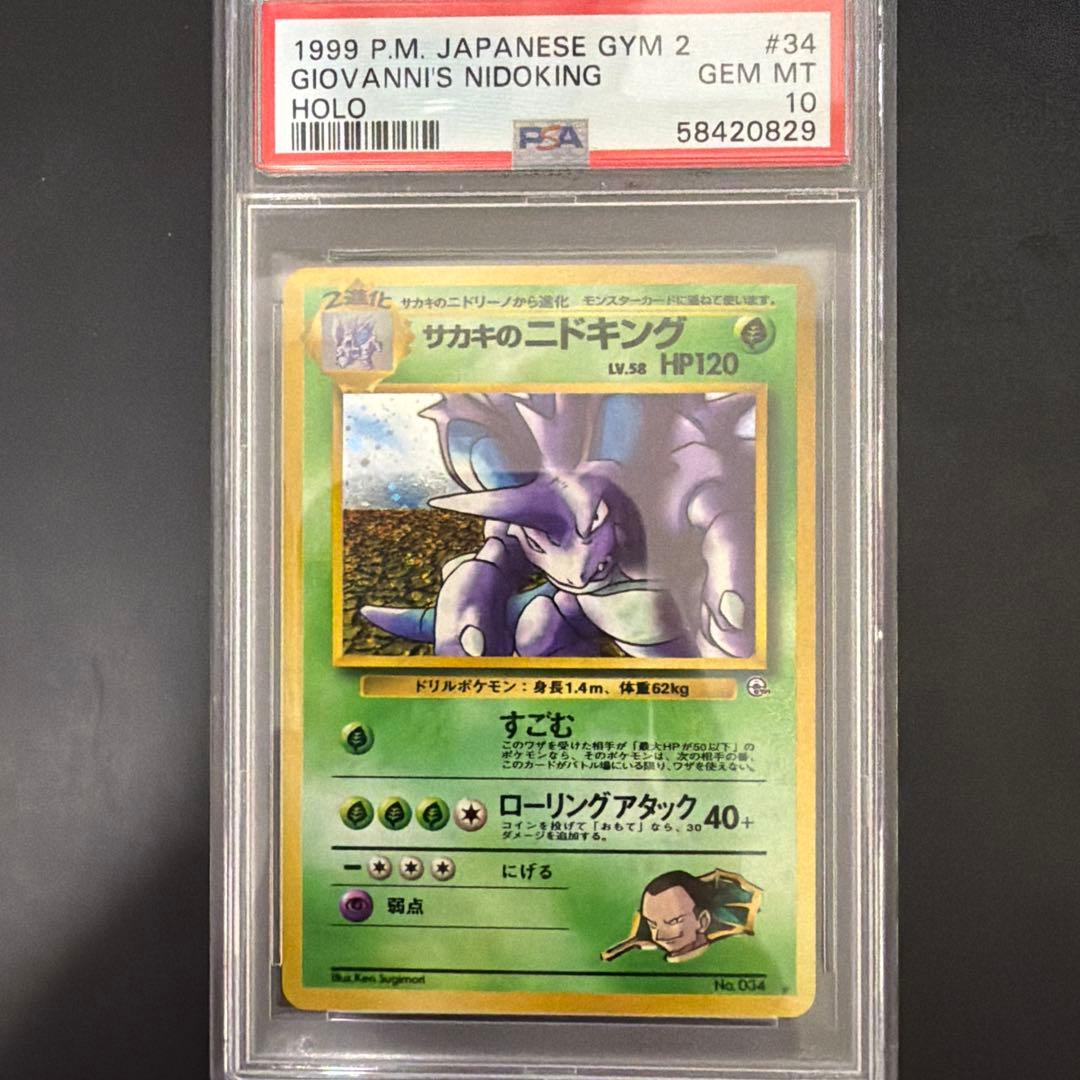 1999 P.M. JAPANESE GYM 2 #34
GIOVANNI'S NIDOKING GEM MT
HOLO 10
PSA 58420829
2進化 サカキのニドリーノから進化 モンスターカードに重ねて使います。
サカキのニドキング
LV.58 HP120
ドリルポケモン：身長1.4m、体重62kg
すごむ
このワザを受けた相手が「最大HPが50以下」の
ポケモンなら、そのポケモンは、次の相手の番、
このカードがバトル場にいる限り、ワザを使えない。
ローリングアタック 40+
コインを投げて「おもて」なら、30
ダメージを追加する。
にげる
弱点
Illus. Ken Sugimori No. 034